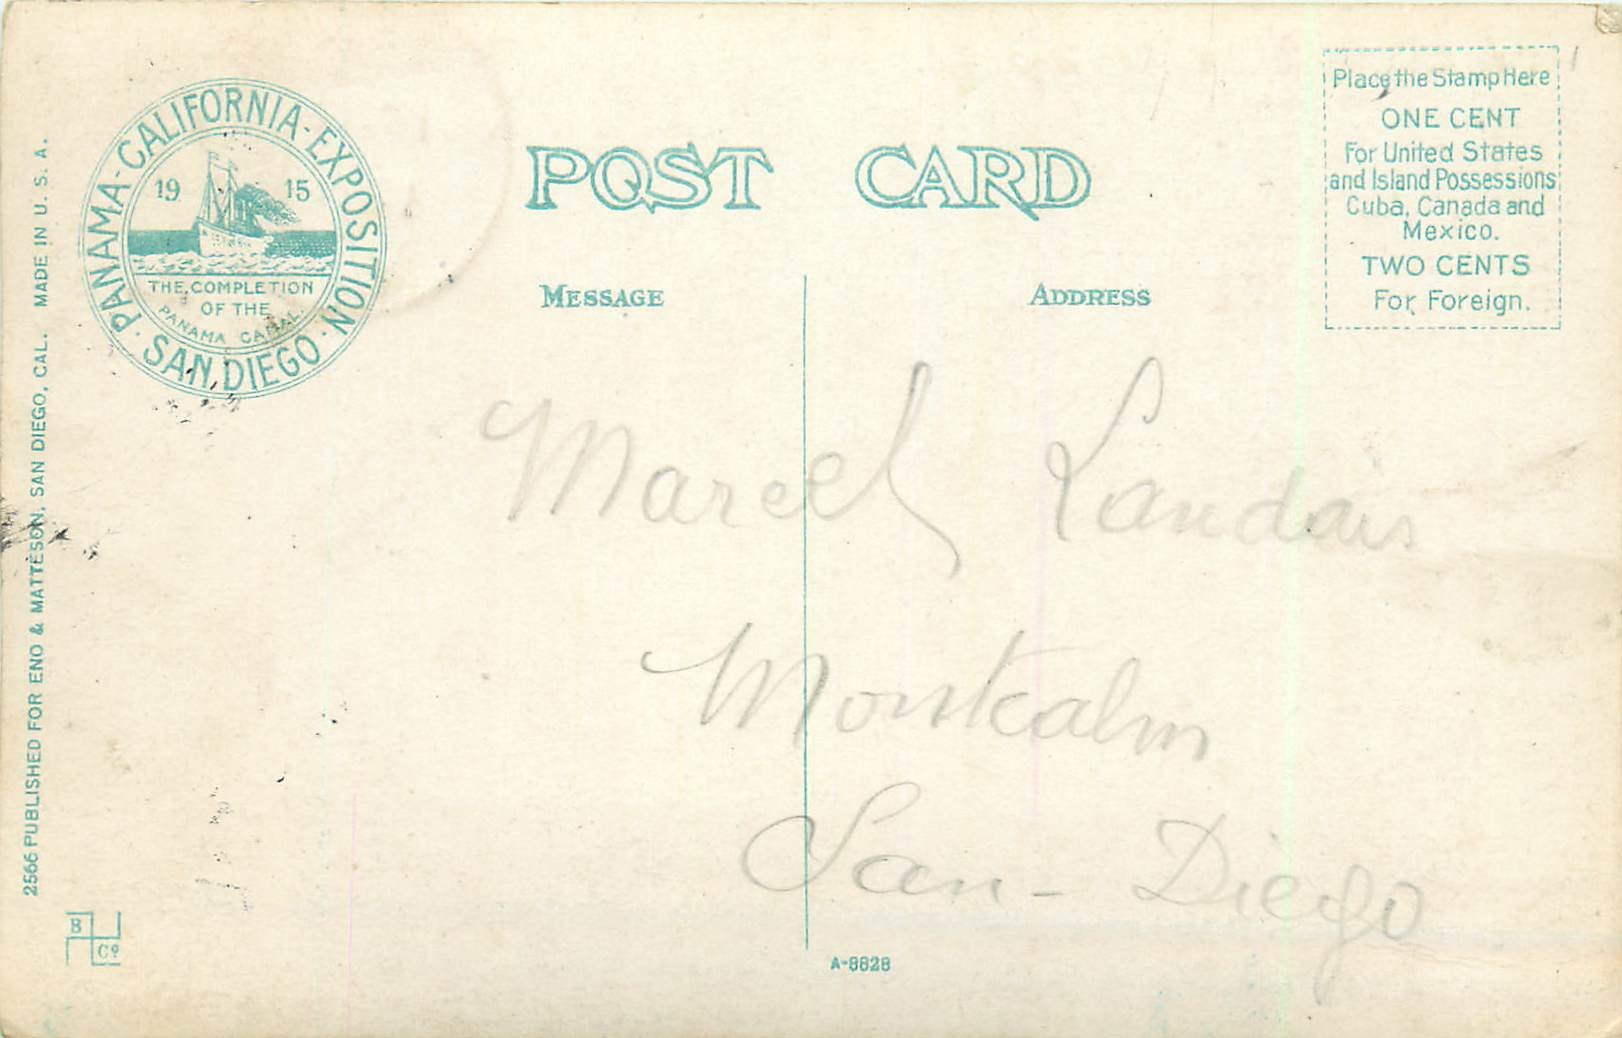 PANAMA-CALIFORNIA-EXPOSITION
1915
THE COMPLETION
OF THE
PANAMA CANAL
SAN DIEGO
POST CARD
Place the Stamp Here
ONE CENT
For United States
and Island Possessions
Cuba, Canada and
Mexico.
TWO CENTS
For Foreign.
MESSAGE
ADDRESS
Marcel Landais
Montcalm
San-Diego
2566 PUBLISHED FOR ENO & MATTESON, SAN DIEGO, CAL. MADE IN U. S. A.
B
Cº
A-8828